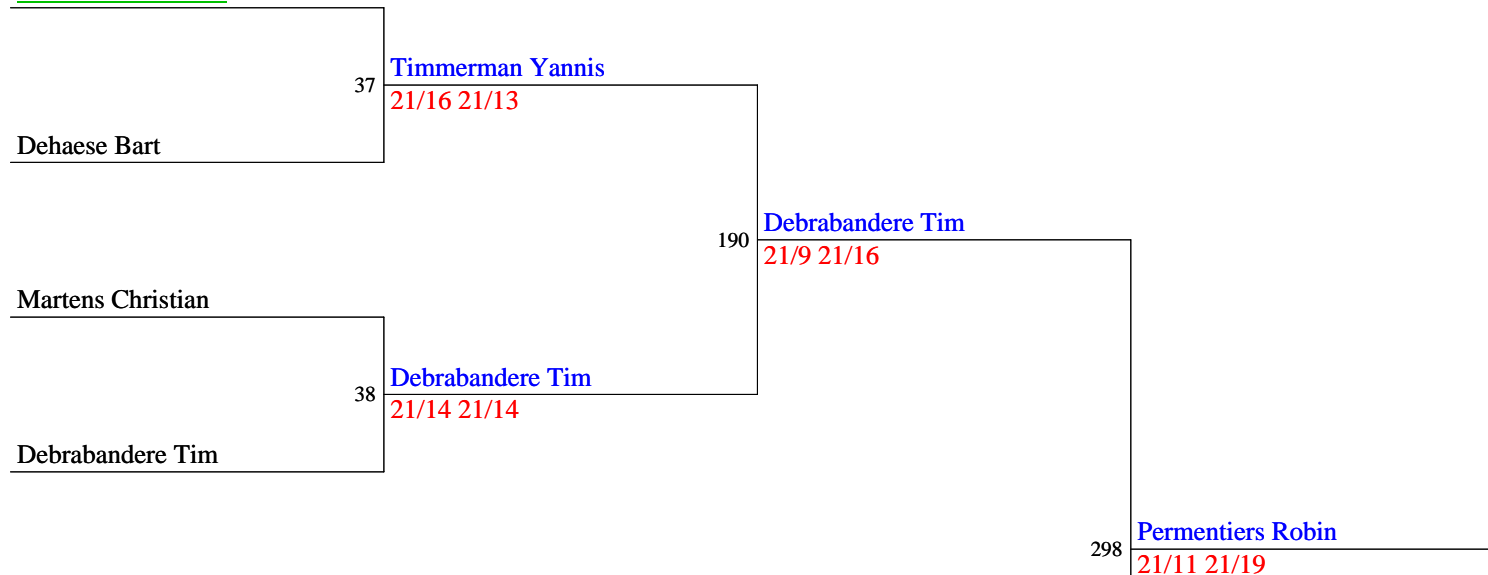 37
Timmerman Yannis
21/16 21/13
Dehaese Bart
190
Debrabandere Tim
21/9 21/16
Martens Christian
38
Debrabandere Tim
21/14 21/14
Debrabandere Tim
298
Permentiers Robin
21/11 21/19